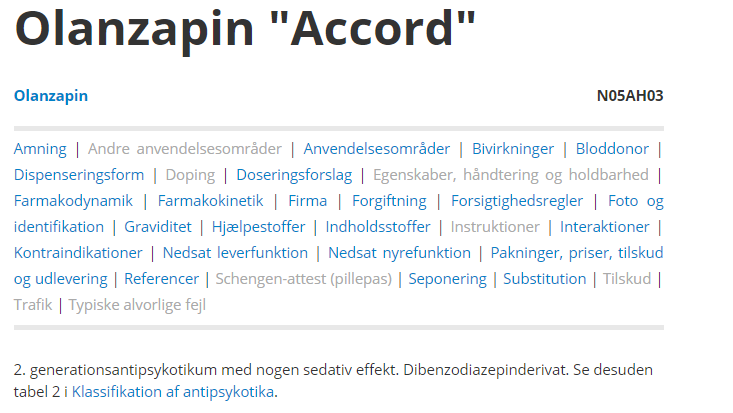 Olanzapin "Accord"
Olanzapin N05AH03
Amning | Andre anvendelsesområder | Anvendelsesområder | Bivirkninger | Bloddonor |
Dispenseringsform | Doping | Doseringsforslag | Egenskaber, håndtering og holdbarhed |
Farmakodynamik | Farmakokinetik | Firma | Forgiftning | Forsigtighedsregler | Foto og
identifikation | Graviditet | Hjælpestoffer | Indholdsstoffer | Instruktioner | Interaktioner |
Kontraindikationer | Nedsat leverfunktion | Nedsat nyrefunktion | Pakninger, priser, tilskud
og udlevering | Referencer | Schengen-attest (pillepas) | Seponering | Substitution | Tilskud |
Trafik | Typiske alvorlige fejl
2. generationsantipsykotikum med nogen sedativ effekt. Dibenzodiazepinderivat. Se desuden
tabel 2 i Klassifikation af antipsykotika.